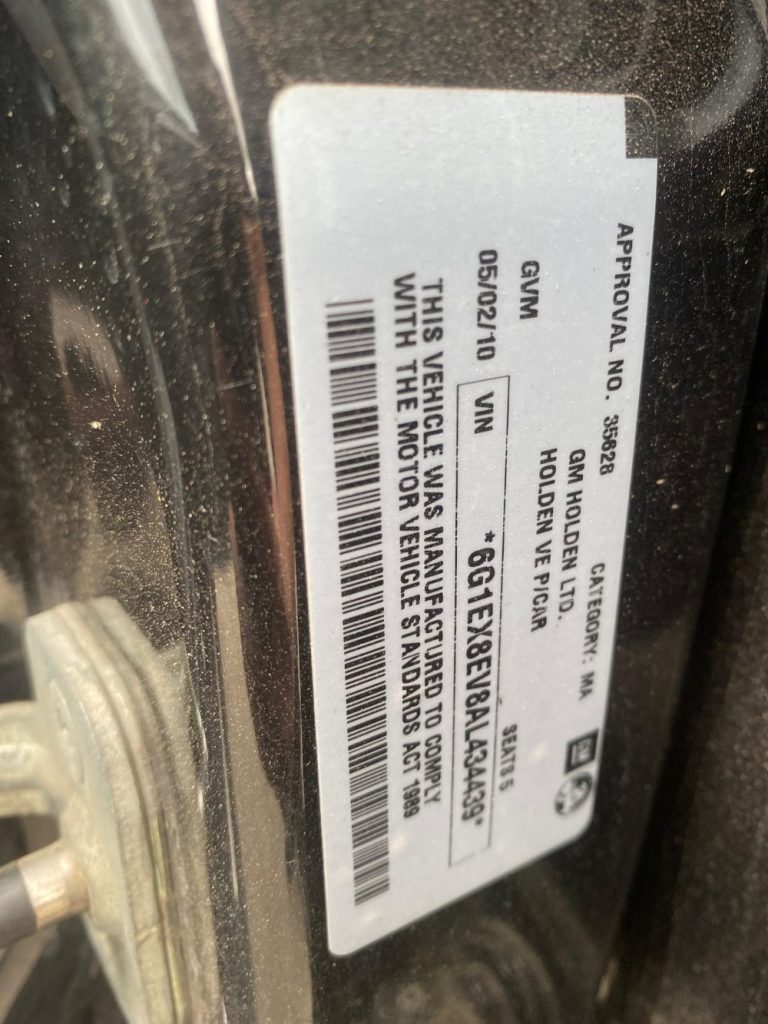 APPROVAL NO. 35628 CATEGORY: MA
GM HOLDEN LTD.
HOLDEN VE P/CAR
GVM SEATS 5
05/02/10 VIN *6G1EX8EV8AL434439*
THIS VEHICLE WAS MANUFACTURED TO COMPLY
WITH THE MOTOR VEHICLE STANDARDS ACT 1989